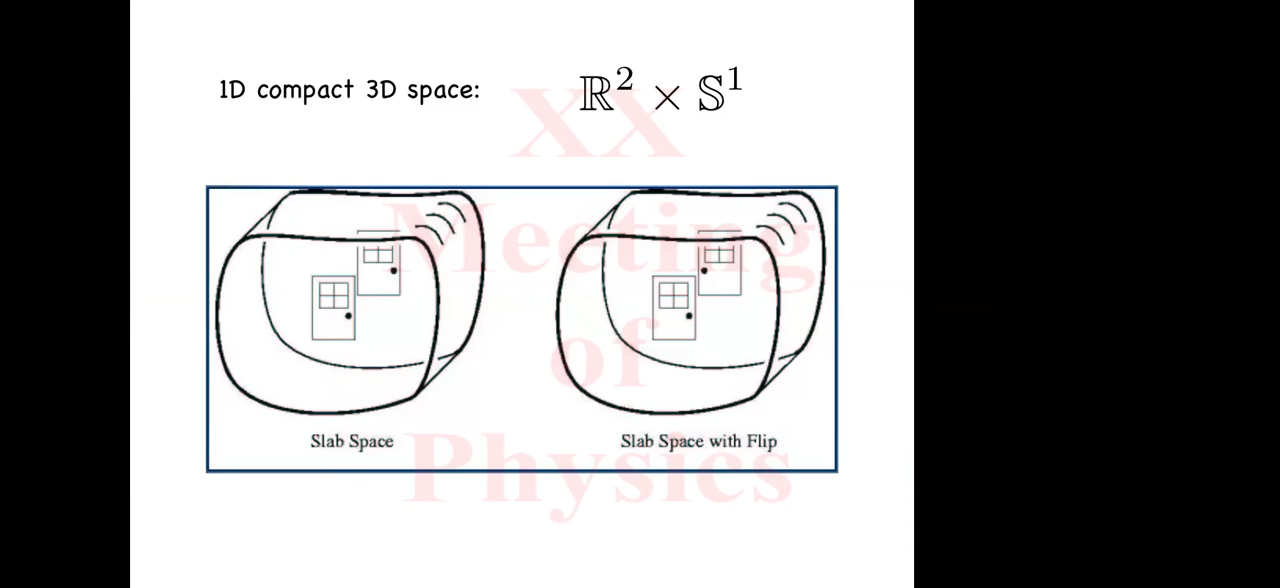 1D compact 3D space: ℝ² × 𝕊¹
XX
Meeting
of
Physics
Slab Space
Slab Space with Flip